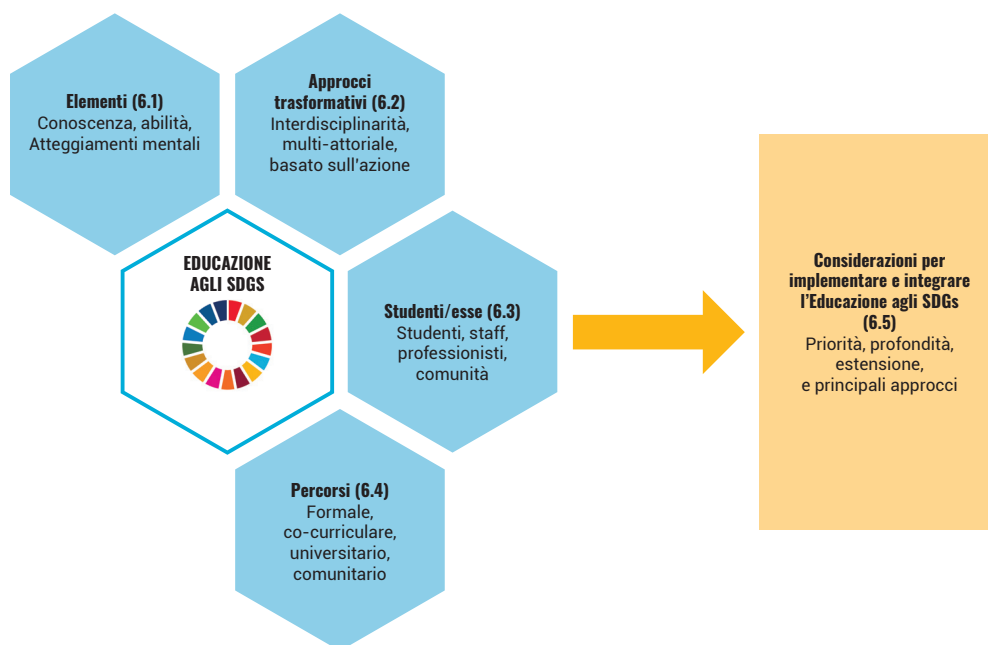 Elementi (6.1)
Conoscenza, abilità,
Atteggiamenti mentali
Approcci
trasformativi (6.2)
Interdisciplinarità,
multi-attoriale,
basato sull'azione
EDUCAZIONE
AGLI SDGS
Studenti/esse (6.3)
Studenti, staff,
professionisti,
comunità
Percorsi (6.4)
Formale,
co-curriculare,
universitario,
comunitario
Considerazioni per
implementare e integrare
l'Educazione agli SDGs
(6.5)
Priorità, profondità,
estensione,
e principali approcci